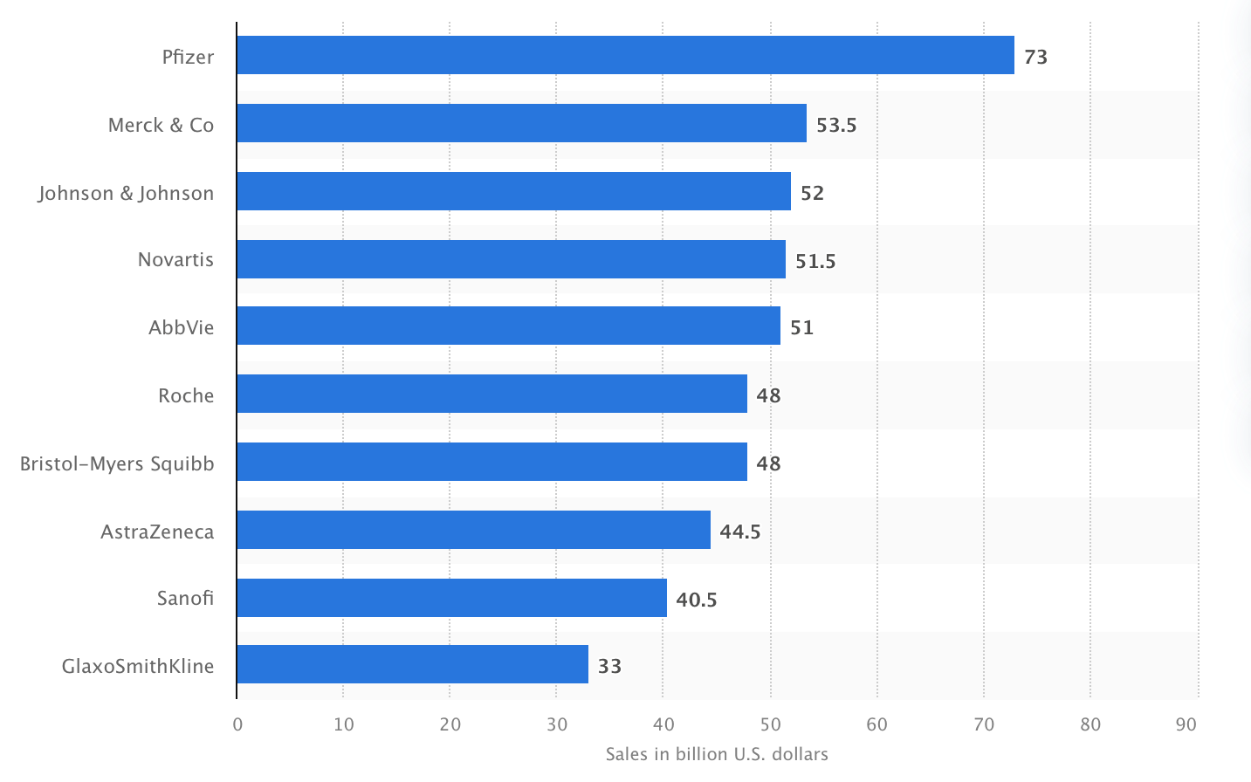 Pfizer 73
Merck & Co 53.5
Johnson & Johnson 52
Novartis 51.5
AbbVie 51
Roche 48
Bristol-Myers Squibb 48
AstraZeneca 44.5
Sanofi 40.5
GlaxoSmithKline 33
0 10 20 30 40 50 60 70 80 90
Sales in billion U.S. dollars